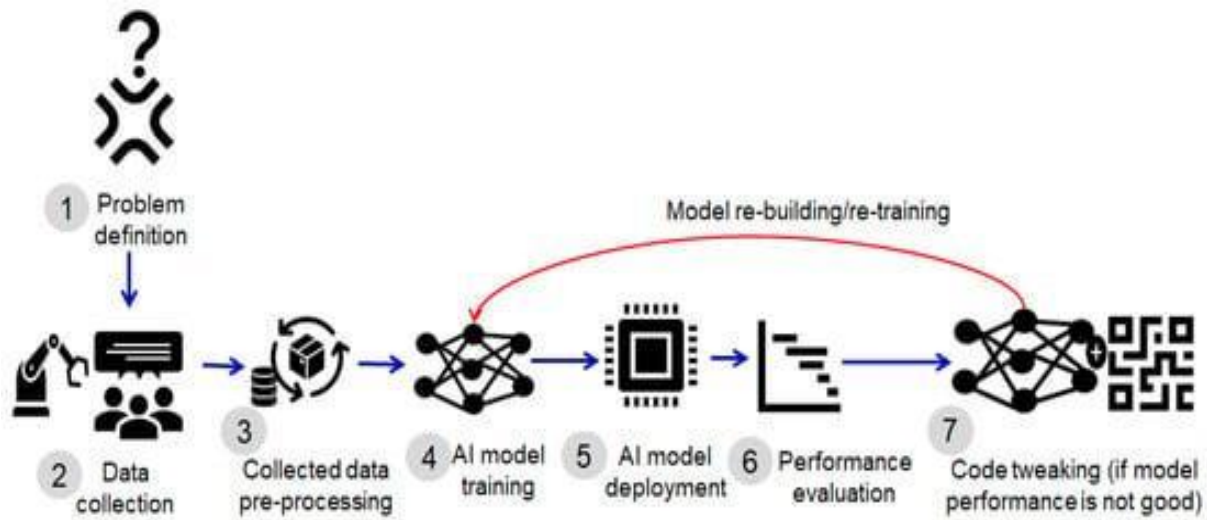 ?
1 Problem
definition
Model re-building/re-training
2 Data
collection
3 Collected data
pre-processing
4 AI model
training
5 AI model
deployment
6 Performance
evaluation
7 Code tweaking (if model
performance is not good)